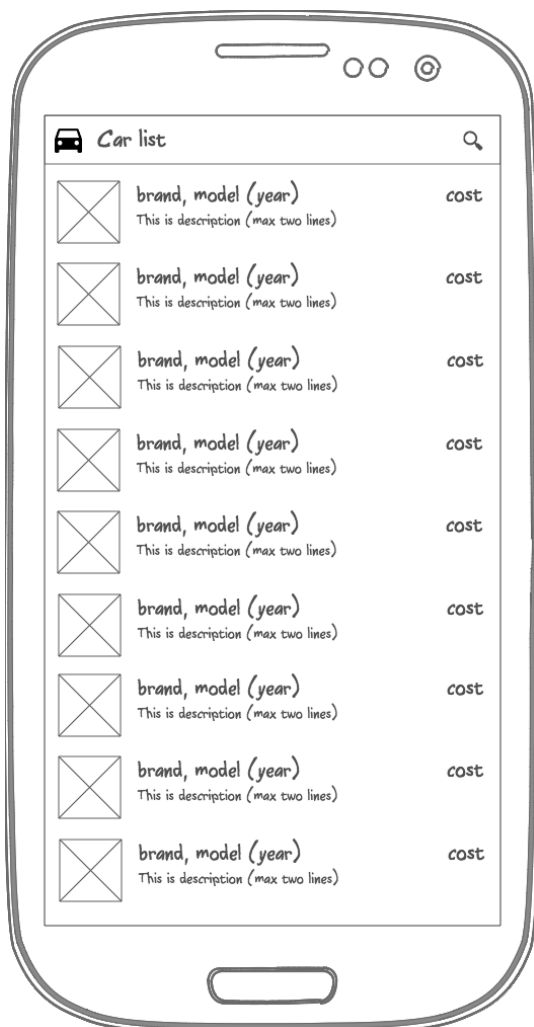 Car list
brand, model (year) cost
This is description (max two lines)
brand, model (year) cost
This is description (max two lines)
brand, model (year) cost
This is description (max two lines)
brand, model (year) cost
This is description (max two lines)
brand, model (year) cost
This is description (max two lines)
brand, model (year) cost
This is description (max two lines)
brand, model (year) cost
This is description (max two lines)
brand, model (year) cost
This is description (max two lines)
brand, model (year) cost
This is description (max two lines)